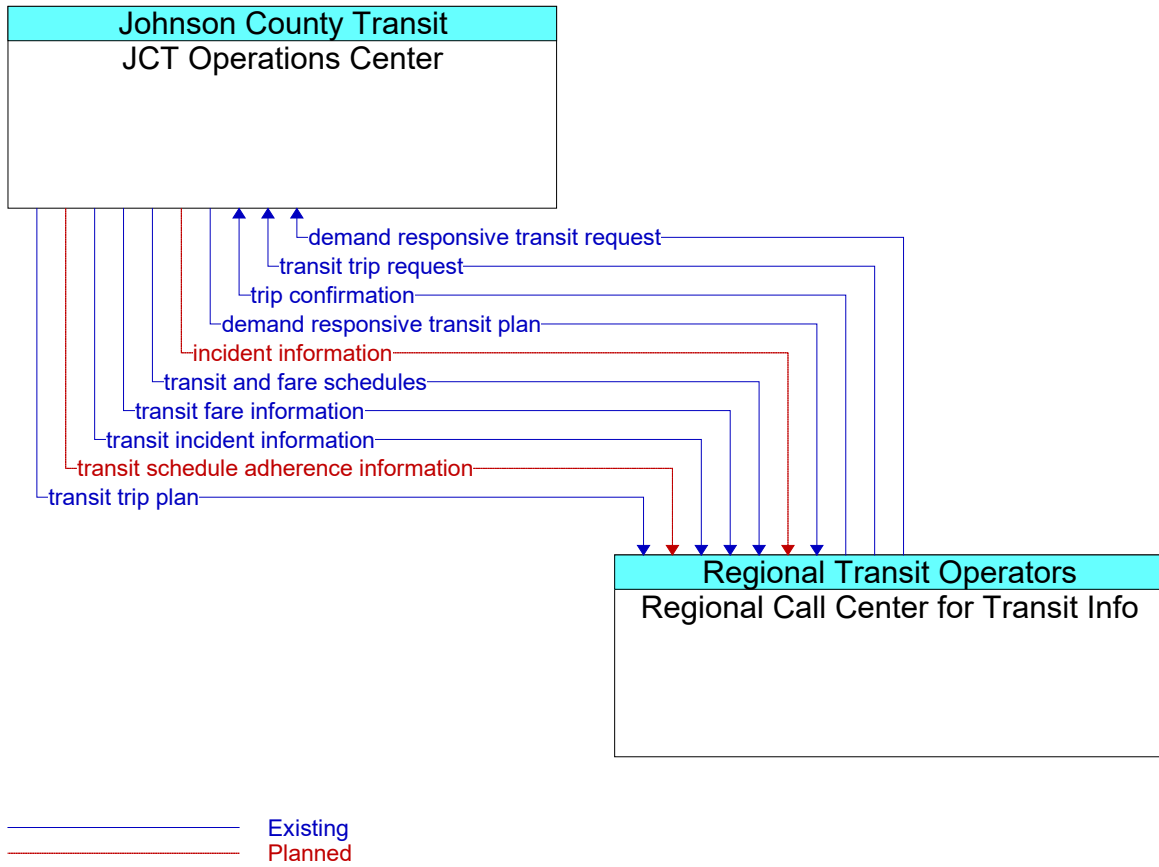 Johnson County Transit
JCT Operations Center
demand responsive transit request
transit trip request
trip confirmation
demand responsive transit plan
incident information
transit and fare schedules
transit fare information
transit incident information
transit schedule adherence information
transit trip plan
Regional Transit Operators
Regional Call Center for Transit Info
Existing
Planned